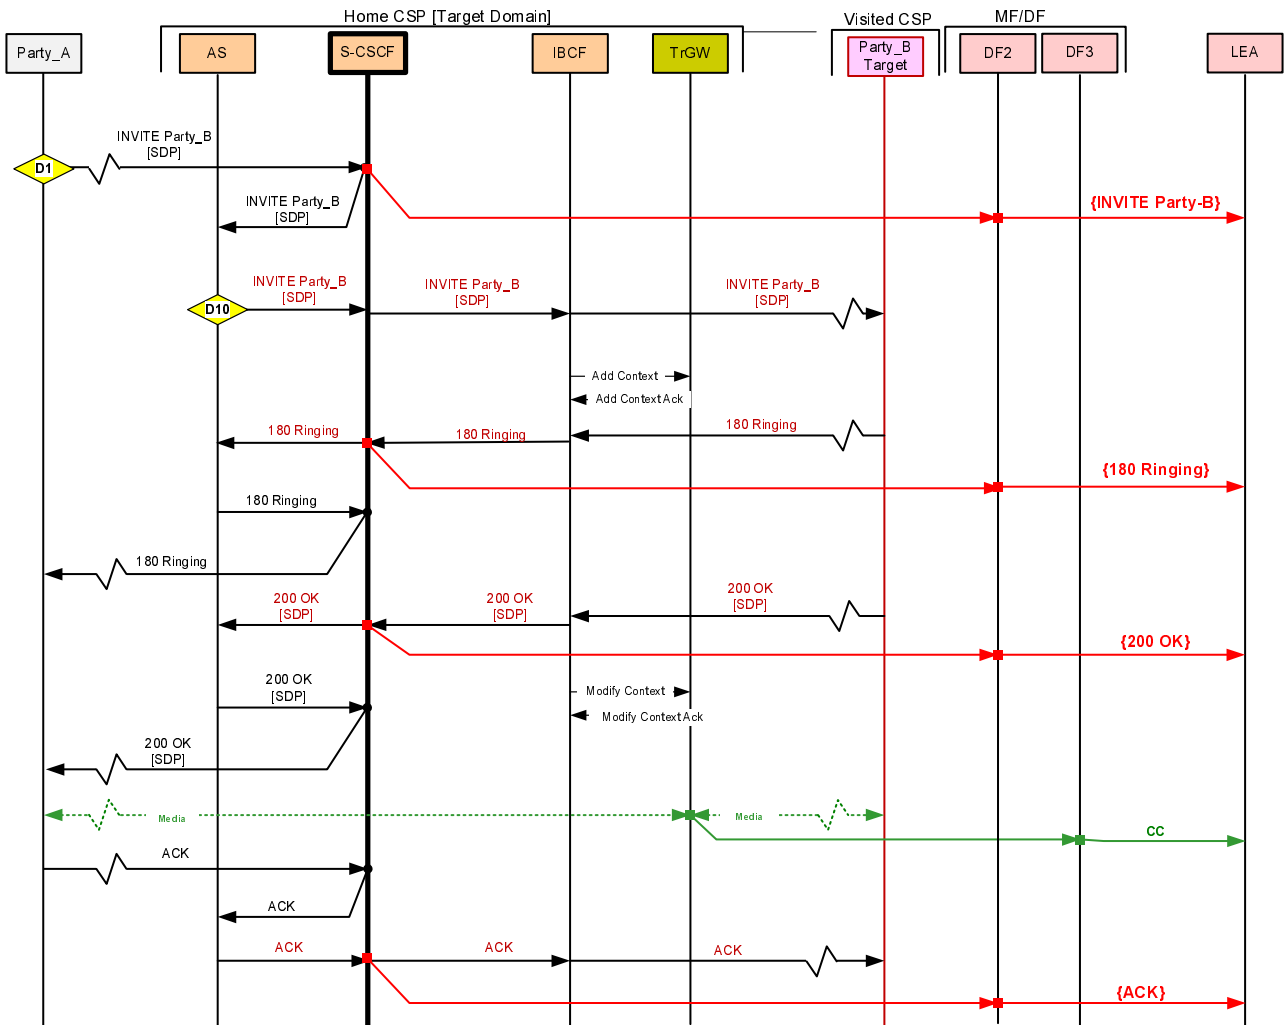 Home CSP [Target Domain]
Visited CSP
MF/DF
Party_A
AS
S-CSCF
IBCF
TrGW
Party_B
Target
DF2
DF3
LEA
INVITE Party_B
[SDP]
D1
INVITE Party_B
[SDP]
{INVITE Party-B}
INVITE Party_B
[SDP]
INVITE Party_B
[SDP]
INVITE Party_B
[SDP]
D10
Add Context
Add Context Ack
180 Ringing
180 Ringing
180 Ringing
{180 Ringing}
180 Ringing
180 Ringing
200 OK
[SDP]
200 OK
[SDP]
200 OK
[SDP]
{200 OK}
200 OK
[SDP]
Modify Context
Modify Context Ack
200 OK
[SDP]
Media
Media
CC
ACK
ACK
ACK
ACK
ACK
{ACK}